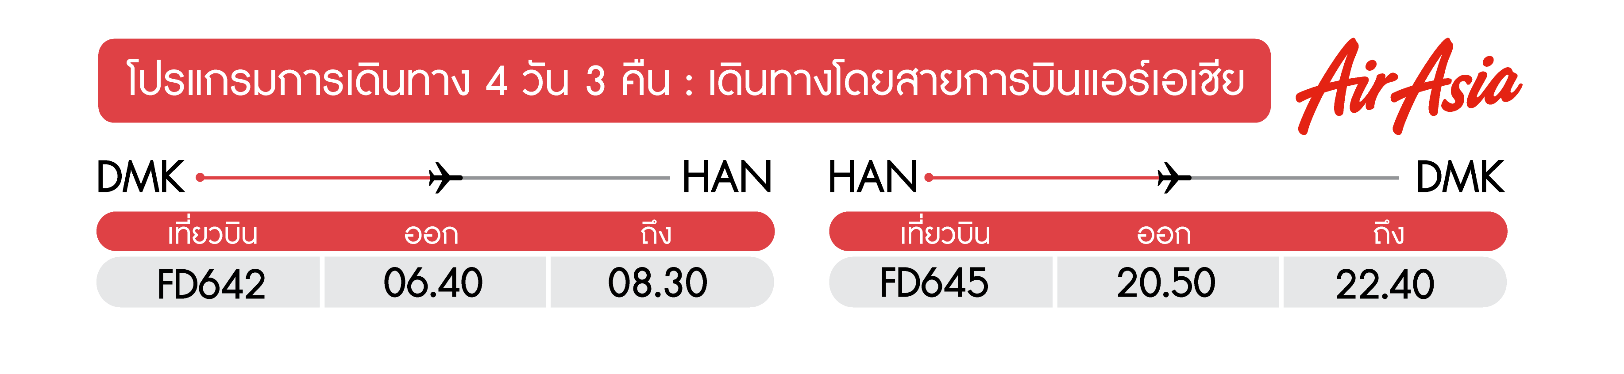 โปรแกรมการเดินทาง 4 วัน 3 คืน : เดินทางโดยสายการบินแอร์เอเชีย
AirAsia
DMK HAN
เที่ยวบิน ออก ถึง
FD642 06.40 08.30
HAN DMK
เที่ยวบิน ออก ถึง
FD645 20.50 22.40